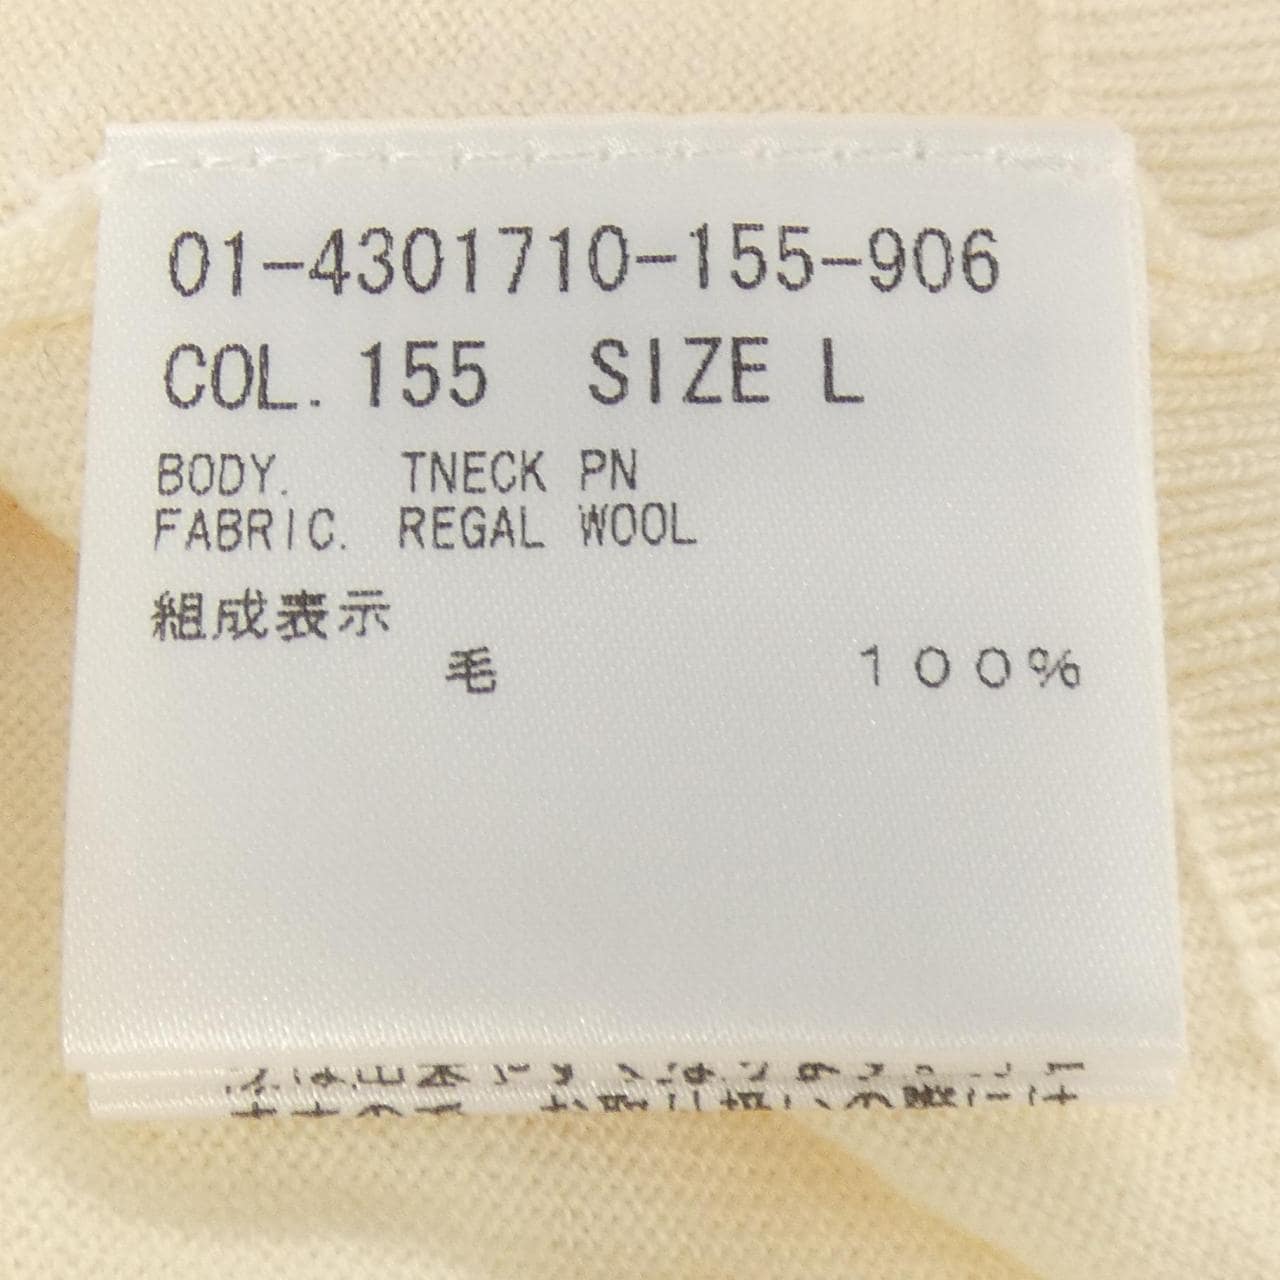 01-4301710-155-906
COL. 155 SIZE L
BODY. TNECK PN
FABRIC. REGAL WOOL
組成表示
毛 100%